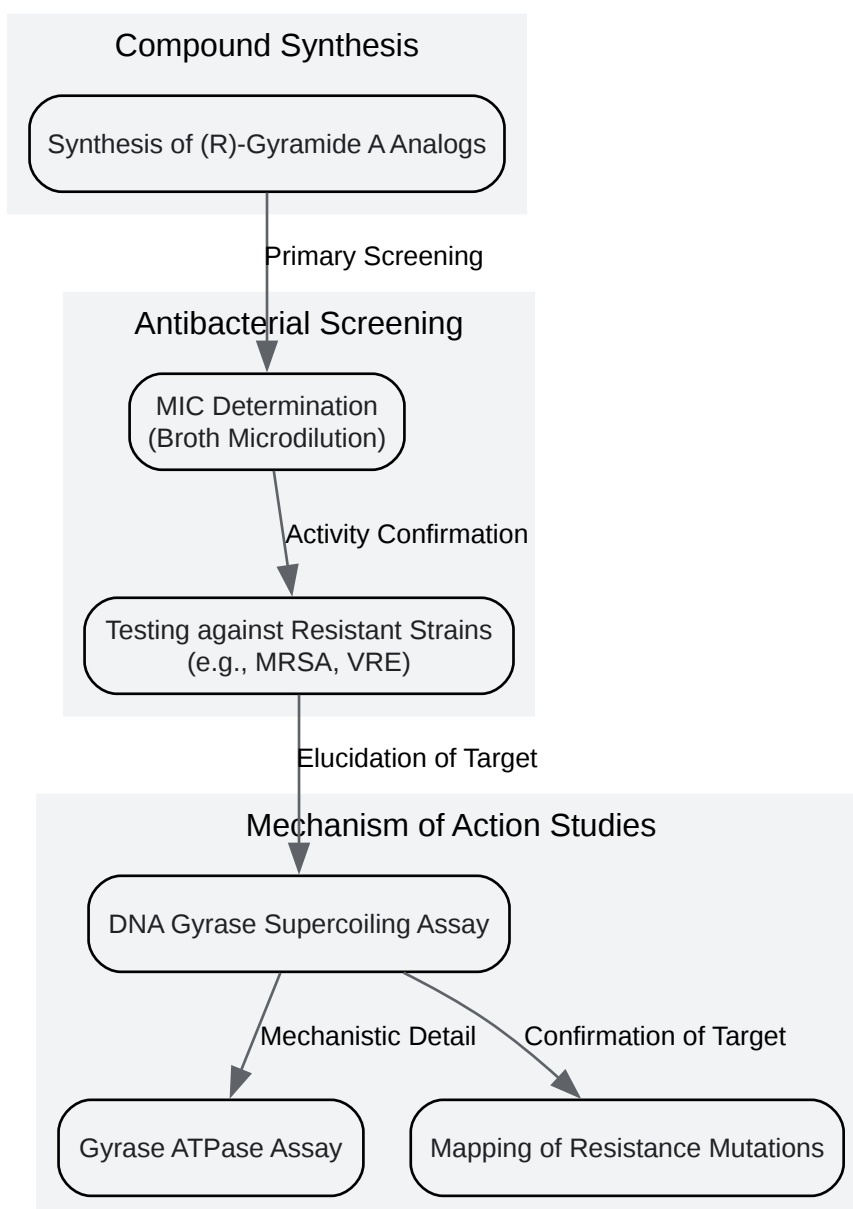 Compound Synthesis
Synthesis of (R)-Gyramide A Analogs
Primary Screening
Antibacterial Screening
MIC Determination
(Broth Microdilution)
Activity Confirmation
Testing against Resistant Strains
(e.g., MRSA, VRE)
Elucidation of Target
Mechanism of Action Studies
DNA Gyrase Supercoiling Assay
Mechanistic Detail
Confirmation of Target
Gyrase ATPase Assay
Mapping of Resistance Mutations